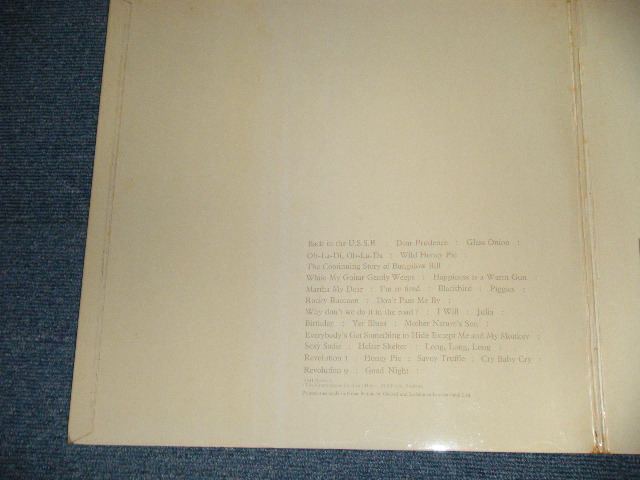 Back in the U.S.S.R. : Dear Prudence : Glass Onion :
Ob-La-Di, Ob-La-Da : Wild Honey Pie
The Continuing Story of Bungalow Bill
While My Guitar Gently Weeps : Happiness is a Warm Gun :
Martha My Dear : I'm so tired : Blackbird : Piggies :
Rocky Raccoon : Don't Pass Me By :
Why don't we do it in the road? : I Will : Julia :
Birthday : Yer Blues : Mother Nature's Son :
Everybody's Got Something to Hide Except Me and My Monkey :
Sexy Sadie : Helter Skelter : Long, Long, Long :
Revolution 1 : Honey Pie : Savoy Truffle : Cry Baby Cry :
Revolution 9 : Good Night :